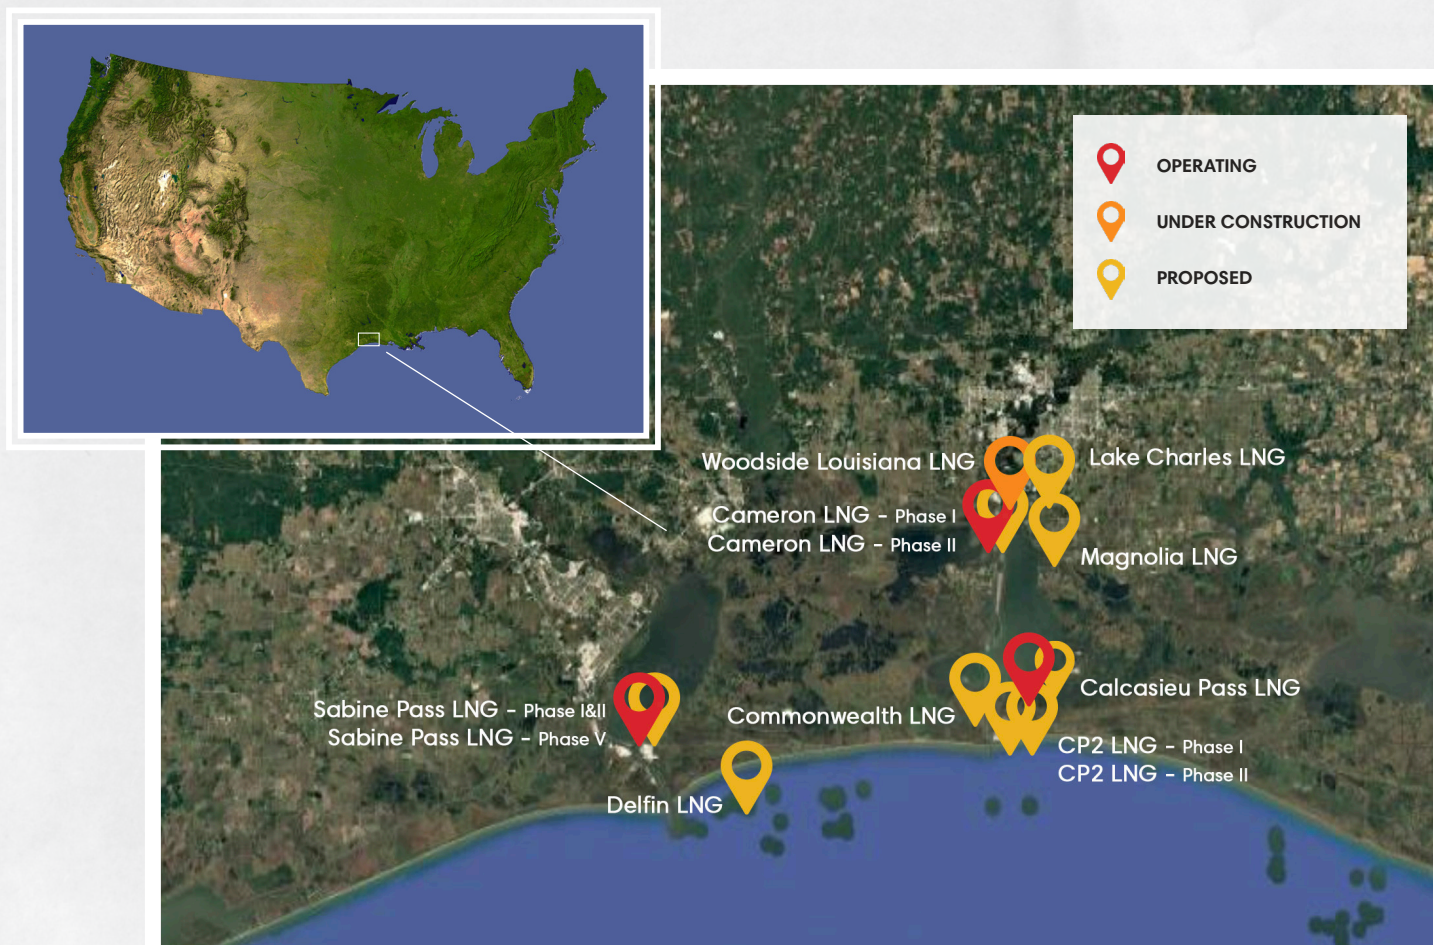 OPERATING
UNDER CONSTRUCTION
PROPOSED
Woodside Louisiana LNG
Lake Charles LNG
Cameron LNG - Phase I
Cameron LNG - Phase II
Magnolia LNG
Calcasieu Pass LNG
Sabine Pass LNG - Phase I&II
Sabine Pass LNG - Phase V
Commonwealth LNG
CP2 LNG - Phase I
CP2 LNG - Phase II
Delfin LNG